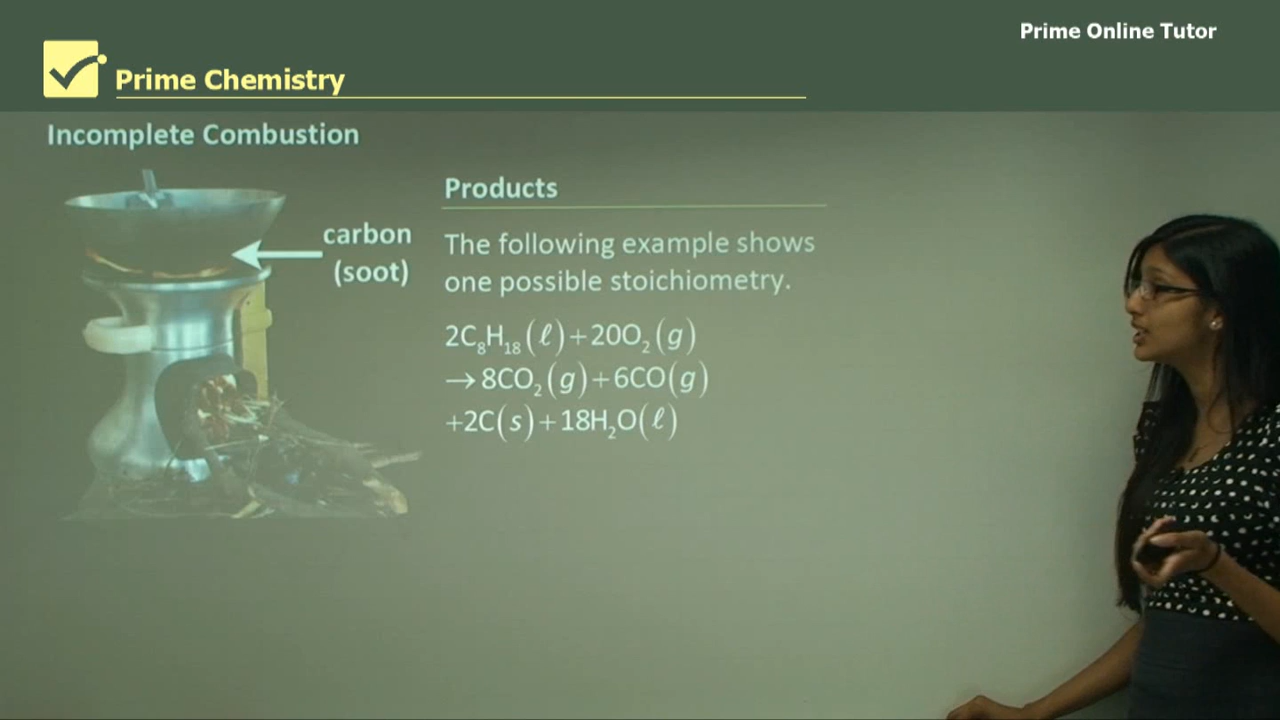 Prime Online Tutor
Prime Chemistry
Incomplete Combustion
Products
carbon
(soot)
The following example shows
one possible stoichiometry.
2C₈H₁₈(ℓ)+20O₂(g)
→8CO₂(g)+6CO(g)
+2C(s)+18H₂O(ℓ)